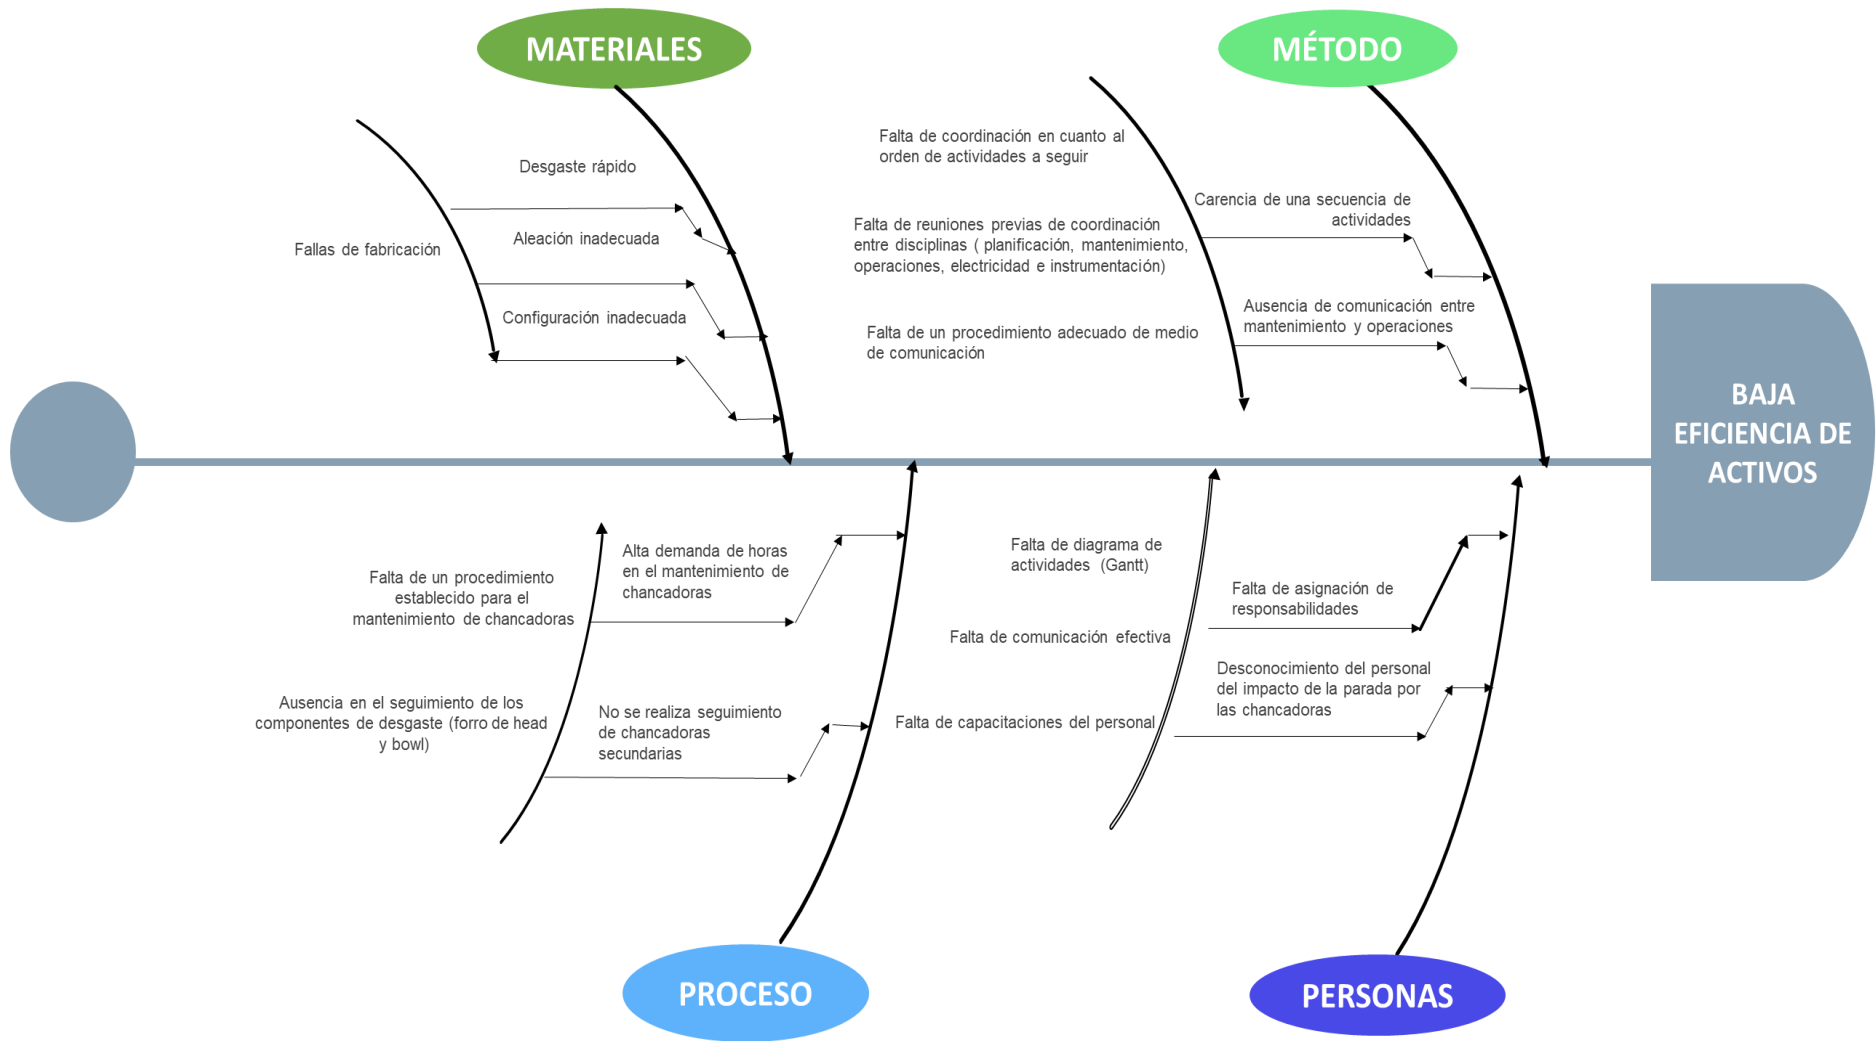 MATERIALES
MÉTODO
Desgaste rápido
Aleación inadecuada
Fallas de fabricación
Configuración inadecuada
Falta de coordinación en cuanto al
orden de actividades a seguir
Falta de reuniones previas de coordinación
entre disciplinas ( planificación, mantenimiento,
operaciones, electricidad e instrumentación)
Falta de un procedimiento adecuado de medio
de comunicación
Carencia de una secuencia de
actividades
Ausencia de comunicación entre
mantenimiento y operaciones
BAJA
EFICIENCIA DE
ACTIVOS
Falta de un procedimiento
establecido para el
mantenimiento de chancadoras
Alta demanda de horas
en el mantenimiento de
chancadoras
Ausencia en el seguimiento de los
componentes de desgaste (forro de head
y bowl)
No se realiza seguimiento
de chancadoras
secundarias
Falta de diagrama de
actividades (Gantt)
Falta de comunicación efectiva
Falta de capacitaciones del personal
Falta de asignación de
responsabilidades
Desconocimiento del personal
del impacto de la parada por
las chancadoras
PROCESO
PERSONAS